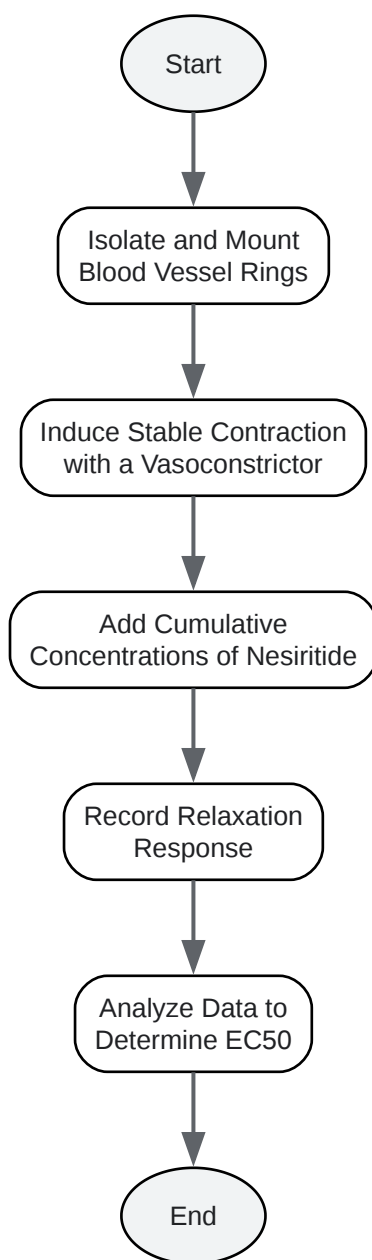 Start
Isolate and Mount
Blood Vessel Rings
Induce Stable Contraction
with a Vasoconstrictor
Add Cumulative
Concentrations of Nesiritide
Record Relaxation
Response
Analyze Data to
Determine EC50
End